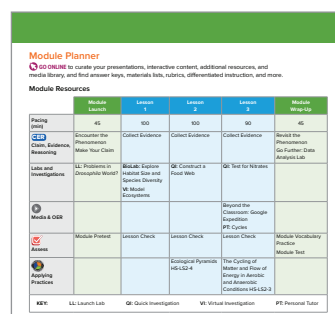 Module Planner
GO ONLINE to curate your presentations, interactive content, additional resources, and
media library, and find answer keys, materials lists, rubrics, differentiated instruction, and more.
Module Resources
Module Launch
Lesson 1
Lesson 2
Lesson 3
Module Wrap-Up
Pacing (min)
45
100
100
90
45
CER
Claim, Evidence, Reasoning
Encounter the
Phenomenon
Make Your Claim
Collect Evidence
Collect Evidence
Collect Evidence
Revisit the
Phenomenon
Go Further: Data
Analysis Lab
Labs and
Investigations
LL: Problems in
Drosophila World?
BioLab: Explore
Habitat Size and
Species Diversity
VI: Model
Ecosystems
QI: Construct a
Food Web
QI: Test for Nitrates
Media & OER
Beyond the
Classroom: Google
Expedition
PT: Cycles
Assess
Module Pretest
Lesson Check
Lesson Check
Lesson Check
Module Vocabulary
Practice
Module Test
Applying
Practices
Ecological Pyramids
HS-LS2-4
The Cycling of
Matter and Flow of
Energy in Aerobic
and Anaerobic
Conditions HS-LS2-3
KEY: LL: Launch Lab QI: Quick Investigation VI: Virtual Investigation PT: Personal Tutor